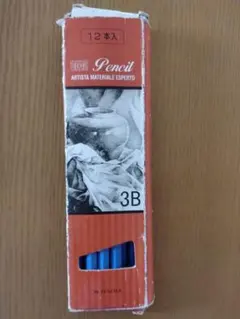 12本入
Pencil
ARTISTA MATERIALE ESPERTO
3B